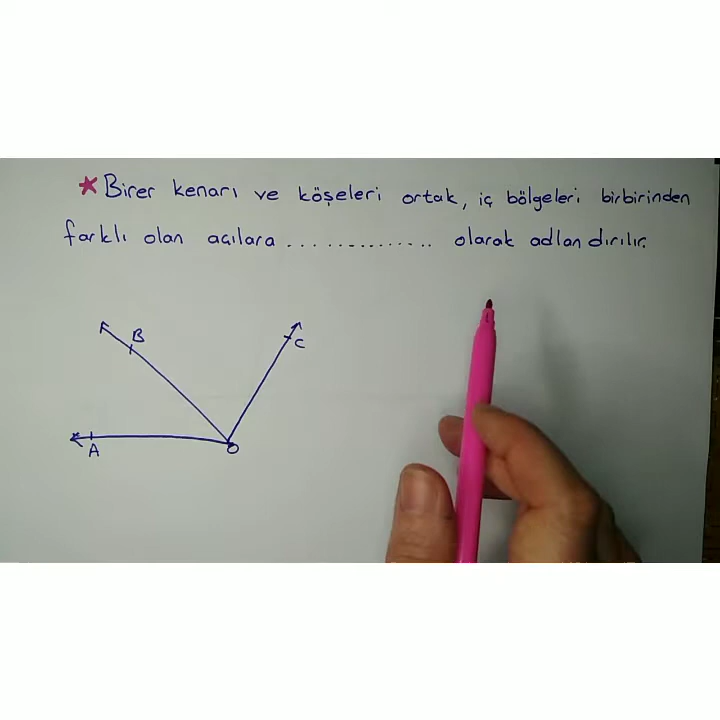 * Birer kenarı ve köşeleri ortak, iç bölgeleri birbirinden
farklı olan açılara .............. olarak adlandırılır.
B
C
A
O